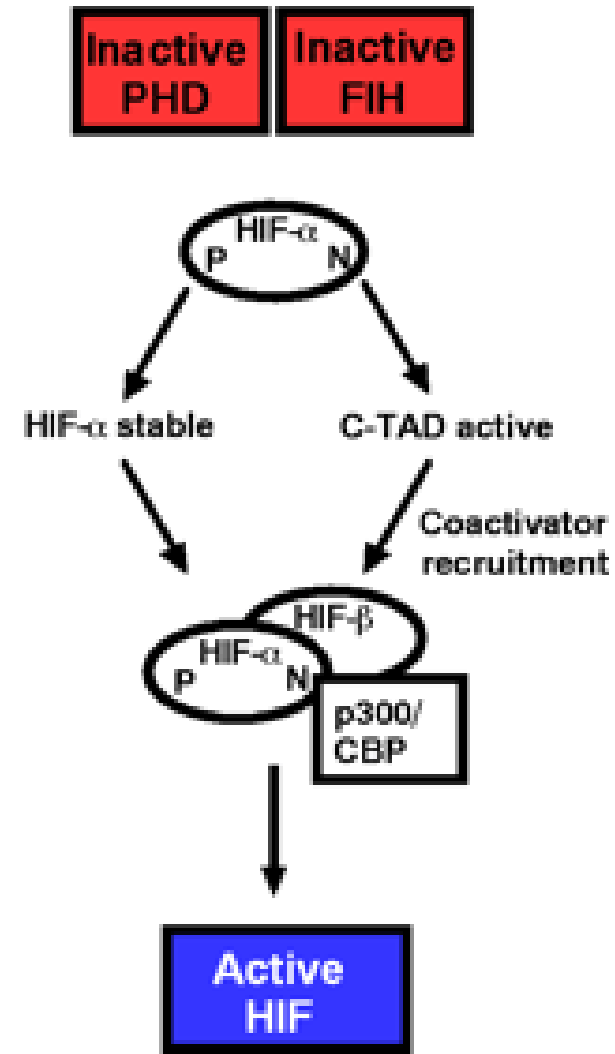 Inactive
PHD
Inactive
FIH
HIF-α
P N
HIF-α stable
C-TAD active
Coactivator
recruitment
HIF-β
HIF-α
P N
p300/
CBP
Active
HIF